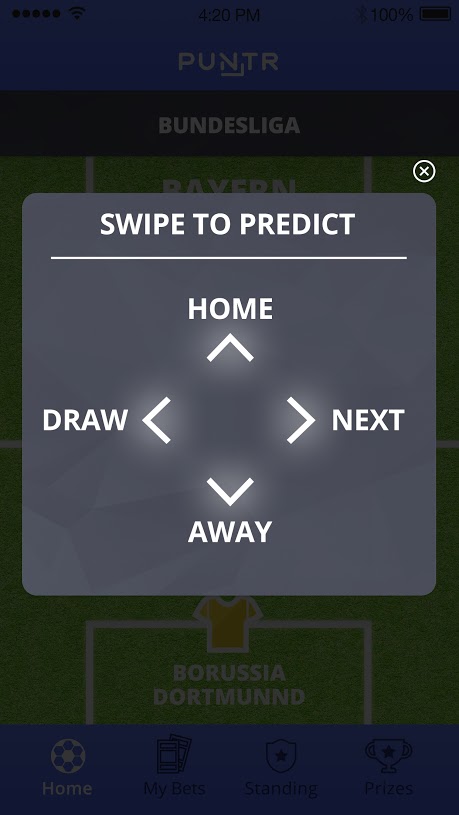 4:20 PM
100%
PUNTR
BUNDESLIGA
BAYERN
SWIPE TO PREDICT
HOME
DRAW
NEXT
AWAY
BORUSSIA
DORTMUNND
Home
My Bets
Standing
Prizes